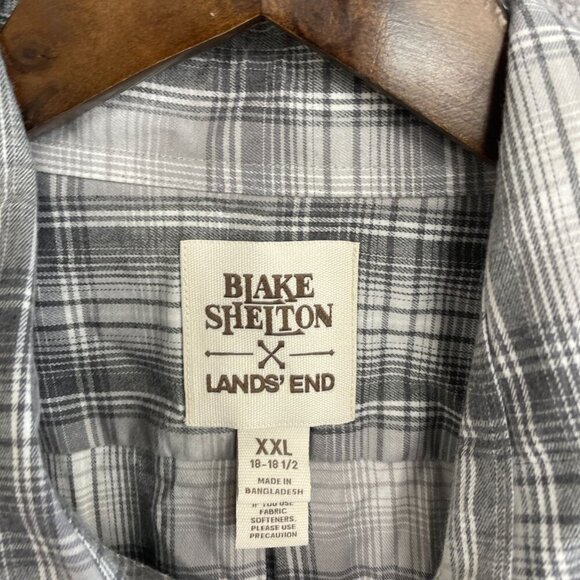 BLAKE
SHELTON
X
LANDS' END
XXL
18-18 1/2
MADE IN
BANGLADESH
IF YOU USE
FABRIC
SOFTENERS.
PLEASE USE
PRECAUTION